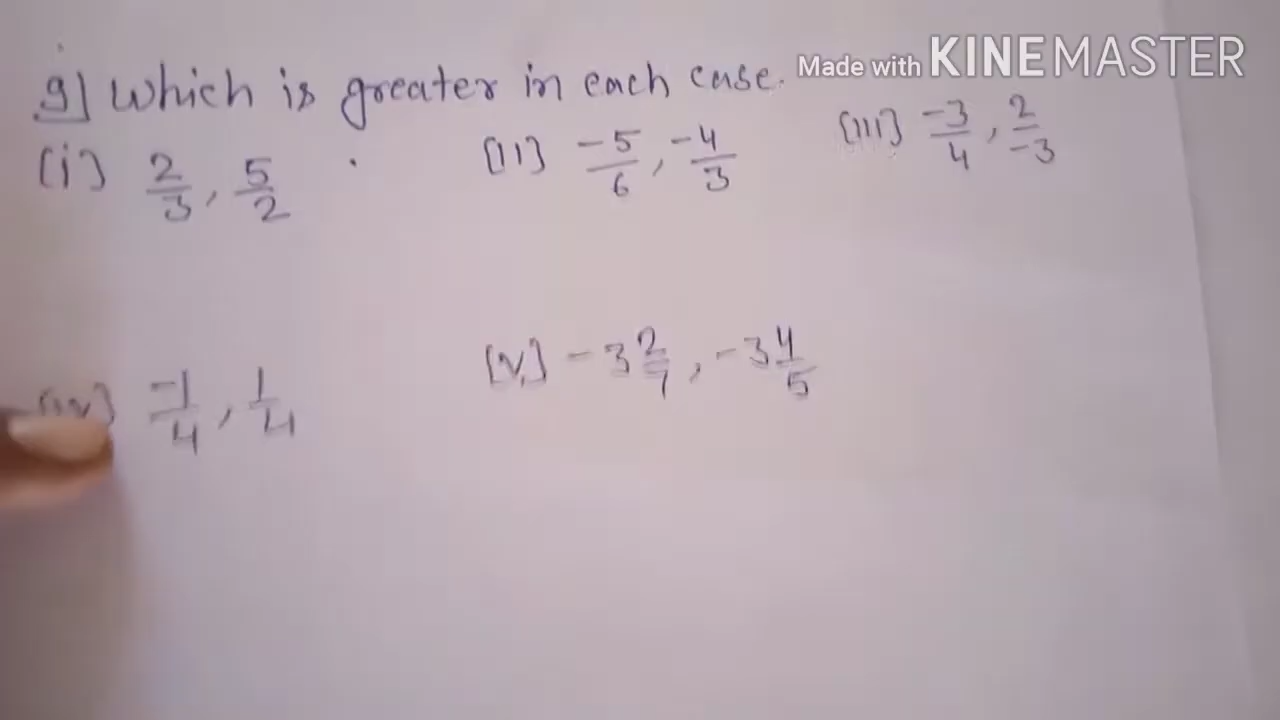 9] Which is greater in each case.
Made with KINEMASTER
(i) 2/3, 5/2
(ii) -5/6, -4/3
(iii) -3/4, 2/-3
(iv) -1/4, 1/4
(v) -3 2/7, -3 4/5